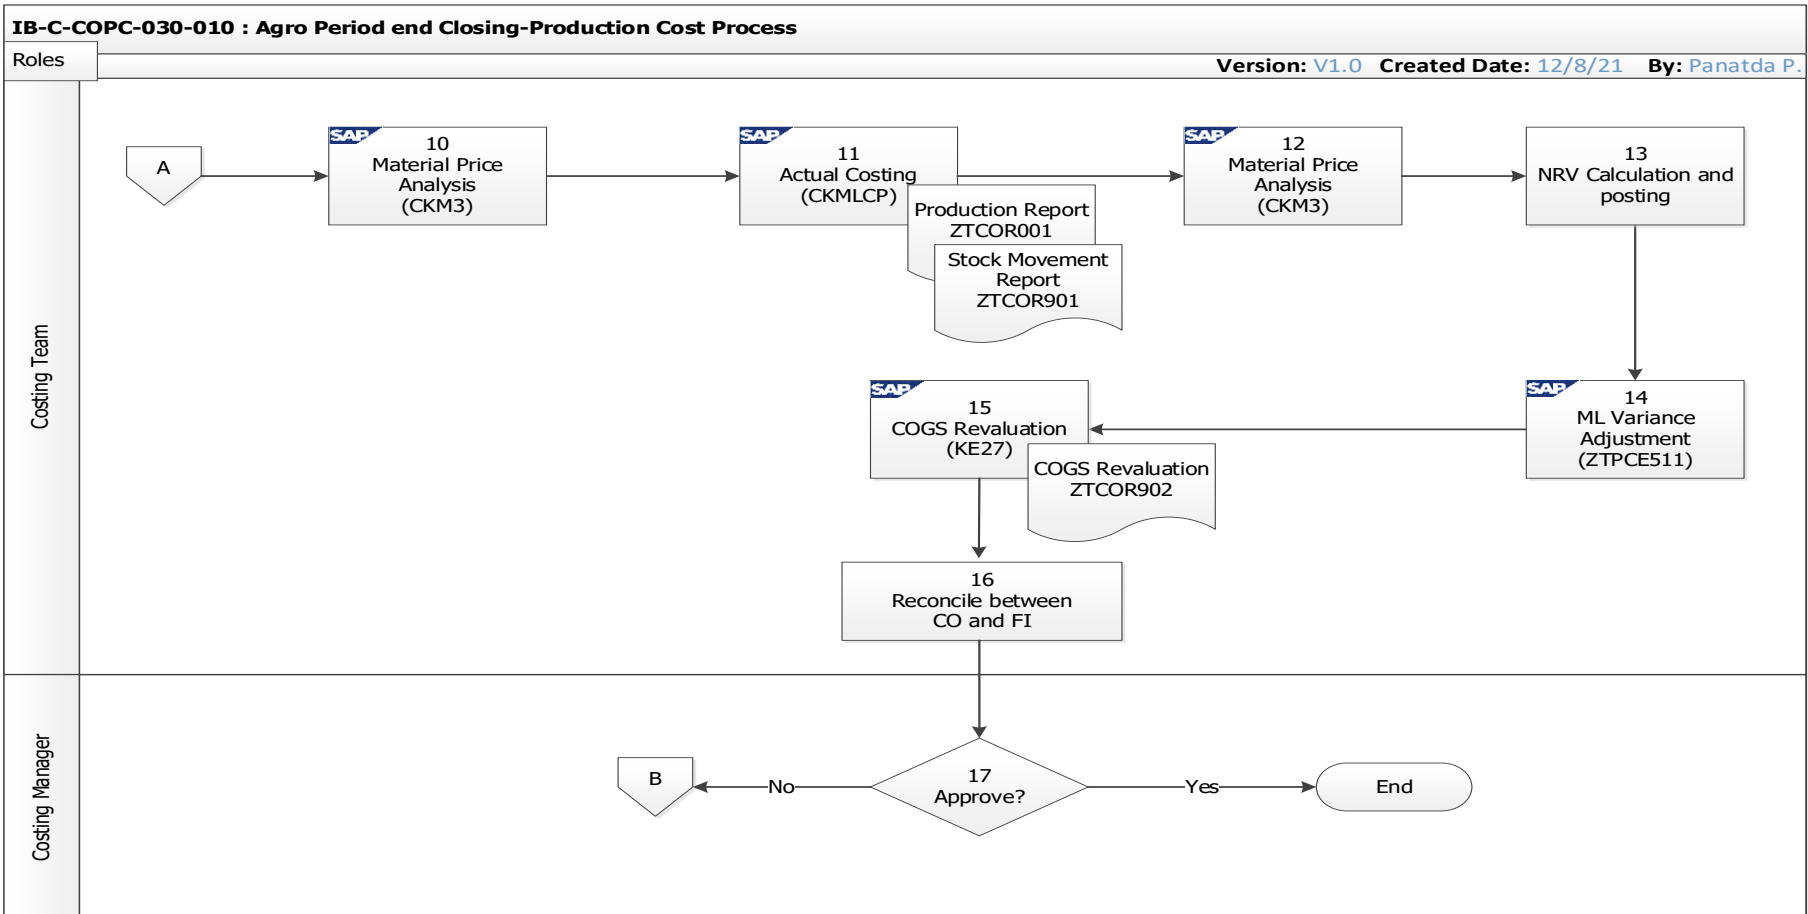 IB-C-COPC-030-010 : Agro Period end Closing-Production Cost Process
Roles
Version: V1.0 Created Date: 12/8/21 By: Panatda P.
Costing Team
A
SAP
10
Material Price
Analysis
(CKM3)
SAP
11
Actual Costing
(CKMLCP)
Production Report
ZTCOR001
Stock Movement
Report
ZTCOR901
SAP
12
Material Price
Analysis
(CKM3)
13
NRV Calculation and
posting
SAP
14
ML Variance
Adjustment
(ZTPCE511)
SAP
15
COGS Revaluation
(KE27)
COGS Revaluation
ZTCOR902
16
Reconcile between
CO and FI
Costing Manager
17
Approve?
No
B
Yes
End